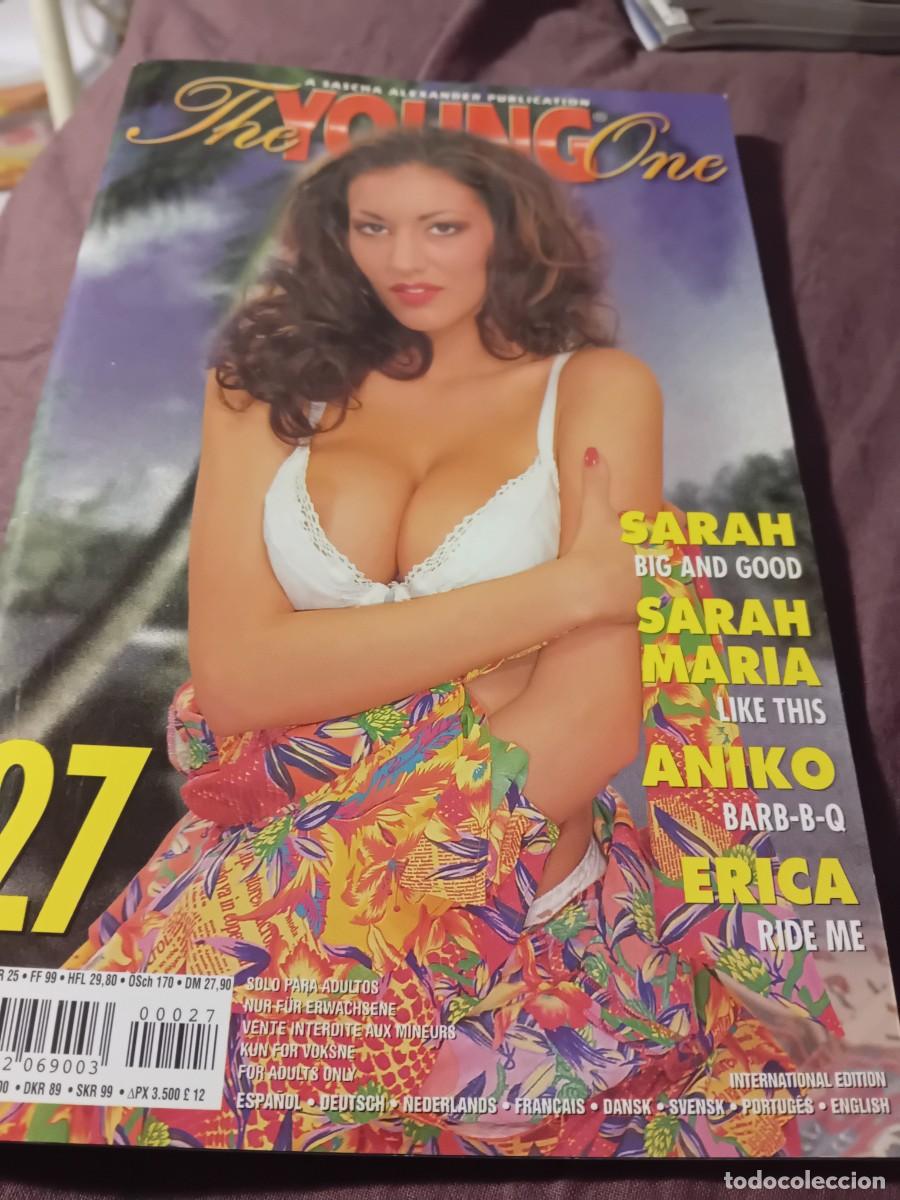 A SASCHA ALEXANDER PUBLICATION
The YOUNG® One
SARAH
BIG AND GOOD
SARAH
MARIA
LIKE THIS
ANIKO
BARB-B-Q
ERICA
RIDE ME
27
R 25 • FF 99 • HFL 29,80 • ÖSch 170 • DM 27,90
00027
2 069003
00 • DKR 89 • SKR 99 • ΔPX 3.500 £ 12
SOLO PARA ADULTOS
NUR FÜR ERWACHSENE
VENTE INTERDITE AUX MINEURS
KUN FOR VOKSNE
FOR ADULTS ONLY
INTERNATIONAL EDITION
ESPAÑOL • DEUTSCH • NEDERLANDS • FRANÇAIS • DANSK • SVENSK • PORTUGÊS • ENGLISH
todocoleccion